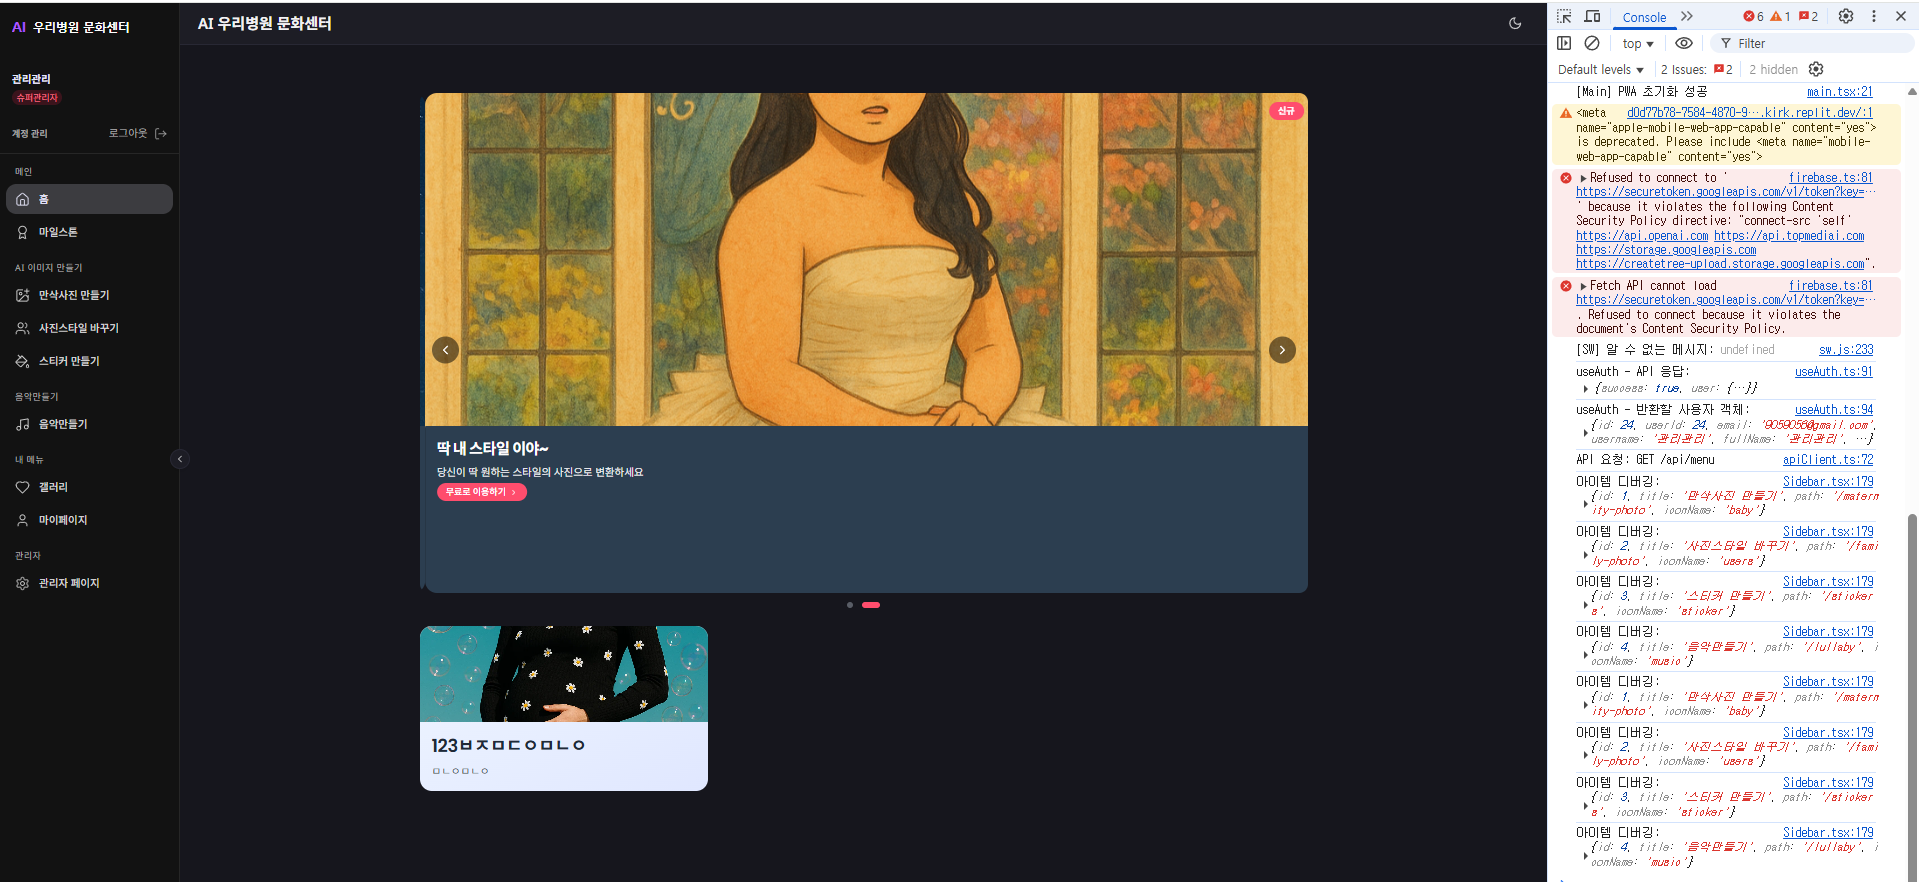 AI 우리병원 문화센터
관리관리
슈퍼관리자
계정 관리
로그아웃
메인
홈
마일스톤
AI 이미지 만들기
만삭사진 만들기
사진스타일 바꾸기
스티커 만들기
음악만들기
음악만들기
내 메뉴
갤러리
마이페이지
관리자
관리자 페이지
AI 우리병원 문화센터
신규
딱 내 스타일 이야~
당신이 딱 원하는 스타일의 사진으로 변환하세요
무료로 이용하기 ›
123ㅂㅈㅁㄷㅇㅁㄴㅇ
ㅁㄴㅇㅁㄴㅇ
Console
6 1 2
top
Filter
Default levels
2 Issues: 2
2 hidden
[Main] PWA 초기화 성공 main.tsx:21
<meta d0d77b78-7584-4870-9….kirk.replit.dev/:1
name="apple-mobile-web-app-capable" content="yes">
is deprecated. Please include <meta name="mobile-
web-app-capable" content="yes">
Refused to connect to ' firebase.ts:81
https://securetoken.googleapis.com/v1/token?key=…
' because it violates the following Content
Security Policy directive: "connect-src 'self'
https://api.openai.com https://api.topmediai.com
https://storage.googleapis.com
https://createtree-upload.storage.googleapis.com".
Fetch API cannot load firebase.ts:81
https://securetoken.googleapis.com/v1/token?key=…
. Refused to connect because it violates the
document's Content Security Policy.
[SW] 알 수 없는 메시지: undefined sw.js:233
useAuth - API 응답: useAuth.ts:91
{success: true, user: {…}}
useAuth - 반환할 사용자 객체: useAuth.ts:94
{id: 24, userId: 24, email: '9059056@gmail.com',
username: '관리관리', fullName: '관리관리', …}
API 요청: GET /api/menu apiClient.ts:72
아이템 디버깅: Sidebar.tsx:179
{id: 1, title: '만삭사진 만들기', path: '/matern
ity-photo', iconName: 'baby'}
아이템 디버깅: Sidebar.tsx:179
{id: 2, title: '사진스타일 바꾸기', path: '/fami
ly-photo', iconName: 'users'}
아이템 디버깅: Sidebar.tsx:179
{id: 3, title: '스티커 만들기', path: '/sticker
s', iconName: 'sticker'}
아이템 디버깅: Sidebar.tsx:179
{id: 4, title: '음악만들기', path: '/lullaby', i
conName: 'music'}
아이템 디버깅: Sidebar.tsx:179
{id: 1, title: '만삭사진 만들기', path: '/matern
ity-photo', iconName: 'baby'}
아이템 디버깅: Sidebar.tsx:179
{id: 2, title: '사진스타일 바꾸기', path: '/fami
ly-photo', iconName: 'users'}
아이템 디버깅: Sidebar.tsx:179
{id: 3, title: '스티커 만들기', path: '/sticker
s', iconName: 'sticker'}
아이템 디버깅: Sidebar.tsx:179
{id: 4, title: '음악만들기', path: '/lullaby', i
conName: 'music'}